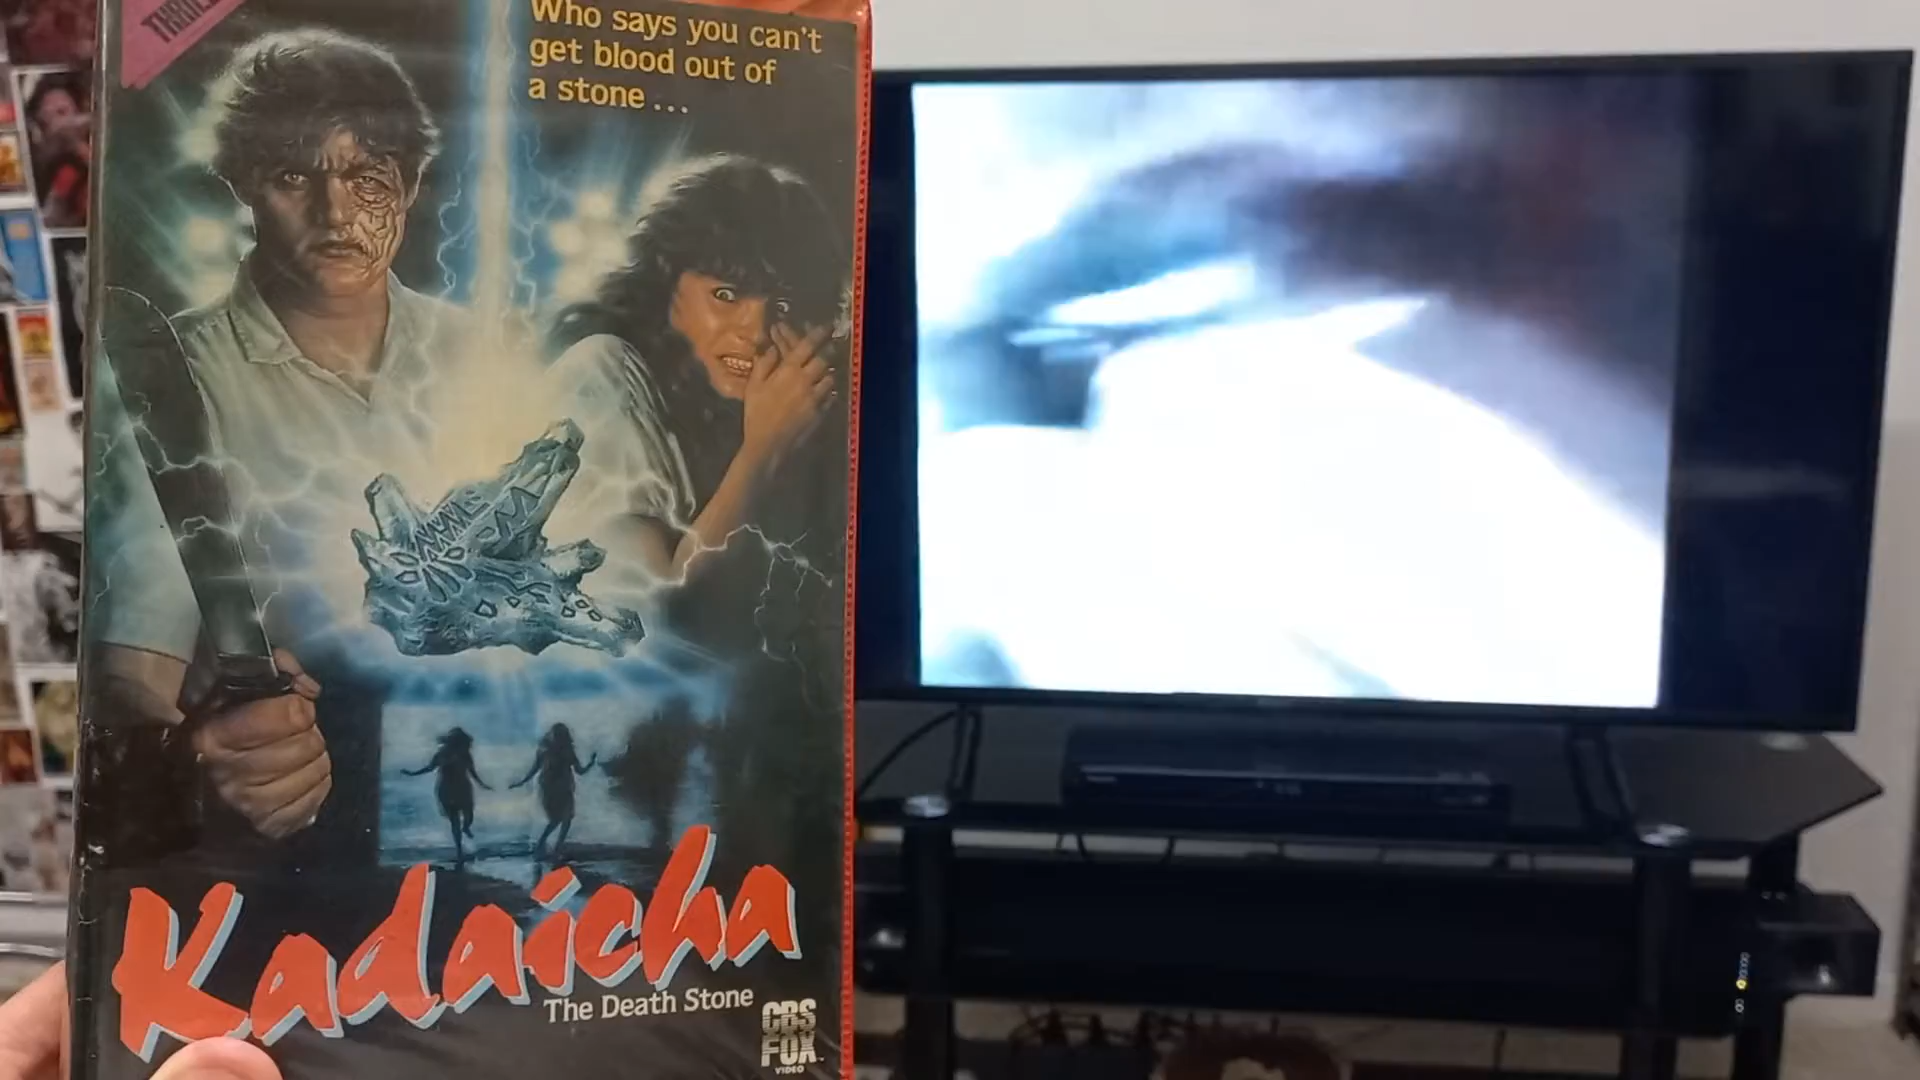 Who says you can't
get blood out of
a stone ...
Kadaicha
The Death Stone
CBS
FOX
VIDEO